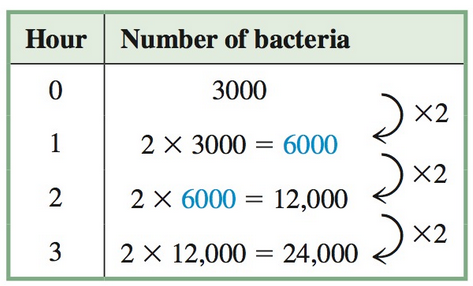 Hour Number of bacteria
0 3000
×2
1 2 × 3000 = 6000
×2
2 2 × 6000 = 12,000
×2
3 2 × 12,000 = 24,000